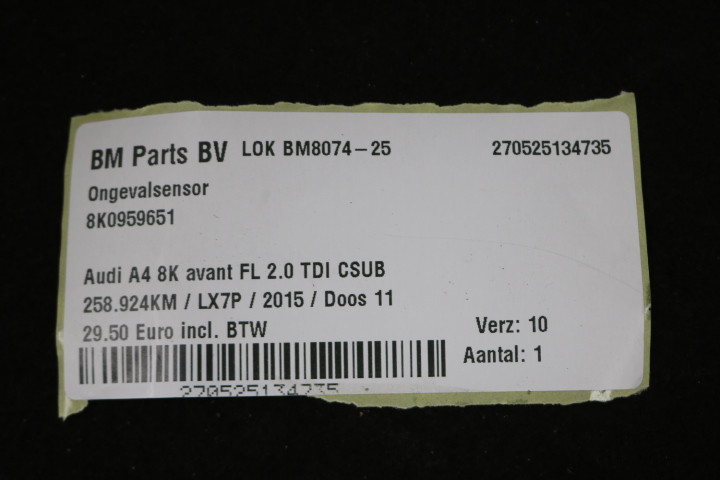 BM Parts BV LOK BM8074-25 270525134735
Ongevalsensor
8K0959651
Audi A4 8K avant FL 2.0 TDI CSUB
258.924KM / LX7P / 2015 / Doos 11
29.50 Euro incl. BTW Verz: 10
Aantal: 1
270525134735